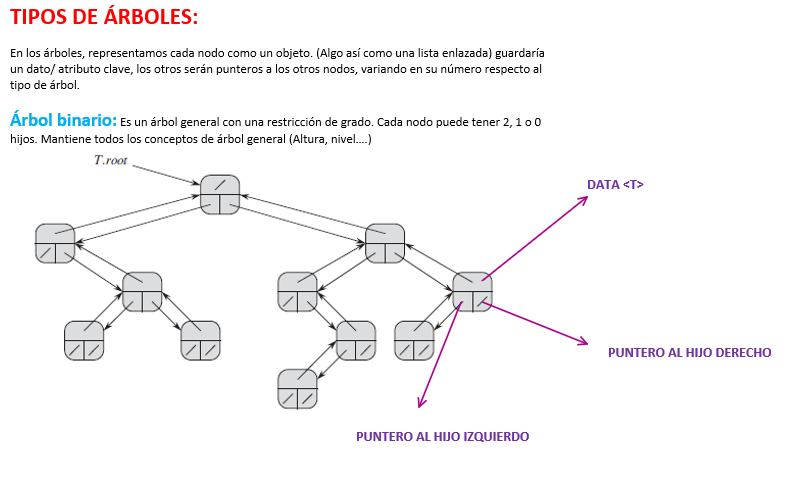 TIPOS DE ÁRBOLES:
En los árboles, representamos cada nodo como un objeto. (Algo así como una lista enlazada) guardaría
un dato/ atributo clave, los otros serán punteros a los otros nodos, variando en su número respecto al
tipo de árbol.
Árbol binario: Es un árbol general con una restricción de grado. Cada nodo puede tener 2, 1 o 0
hijos. Mantiene todos los conceptos de árbol general (Altura, nivel....)
T.root
DATA <T>
PUNTERO AL HIJO DERECHO
PUNTERO AL HIJO IZQUIERDO